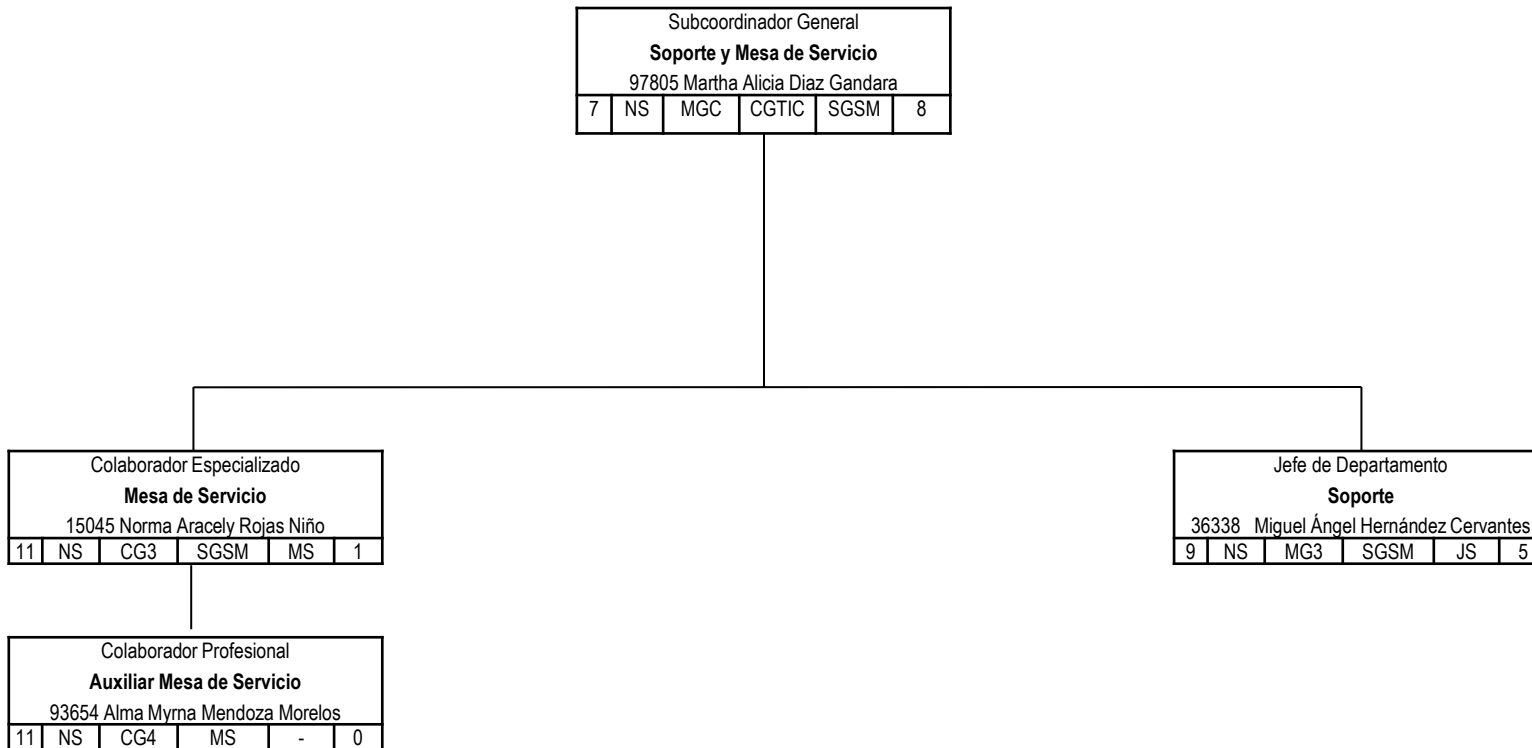 Subcoordinador General
Soporte y Mesa de Servicio
97805 Martha Alicia Diaz Gandara
7 NS MGC CGTIC SGSM 8
Colaborador Especializado
Mesa de Servicio
15045 Norma Aracely Rojas Niño
11 NS CG3 SGSM MS 1
Jefe de Departamento
Soporte
36338 Miguel Ángel Hernández Cervantes
9 NS MG3 SGSM JS 5
Colaborador Profesional
Auxiliar Mesa de Servicio
93654 Alma Myrna Mendoza Morelos
11 NS CG4 MS - 0